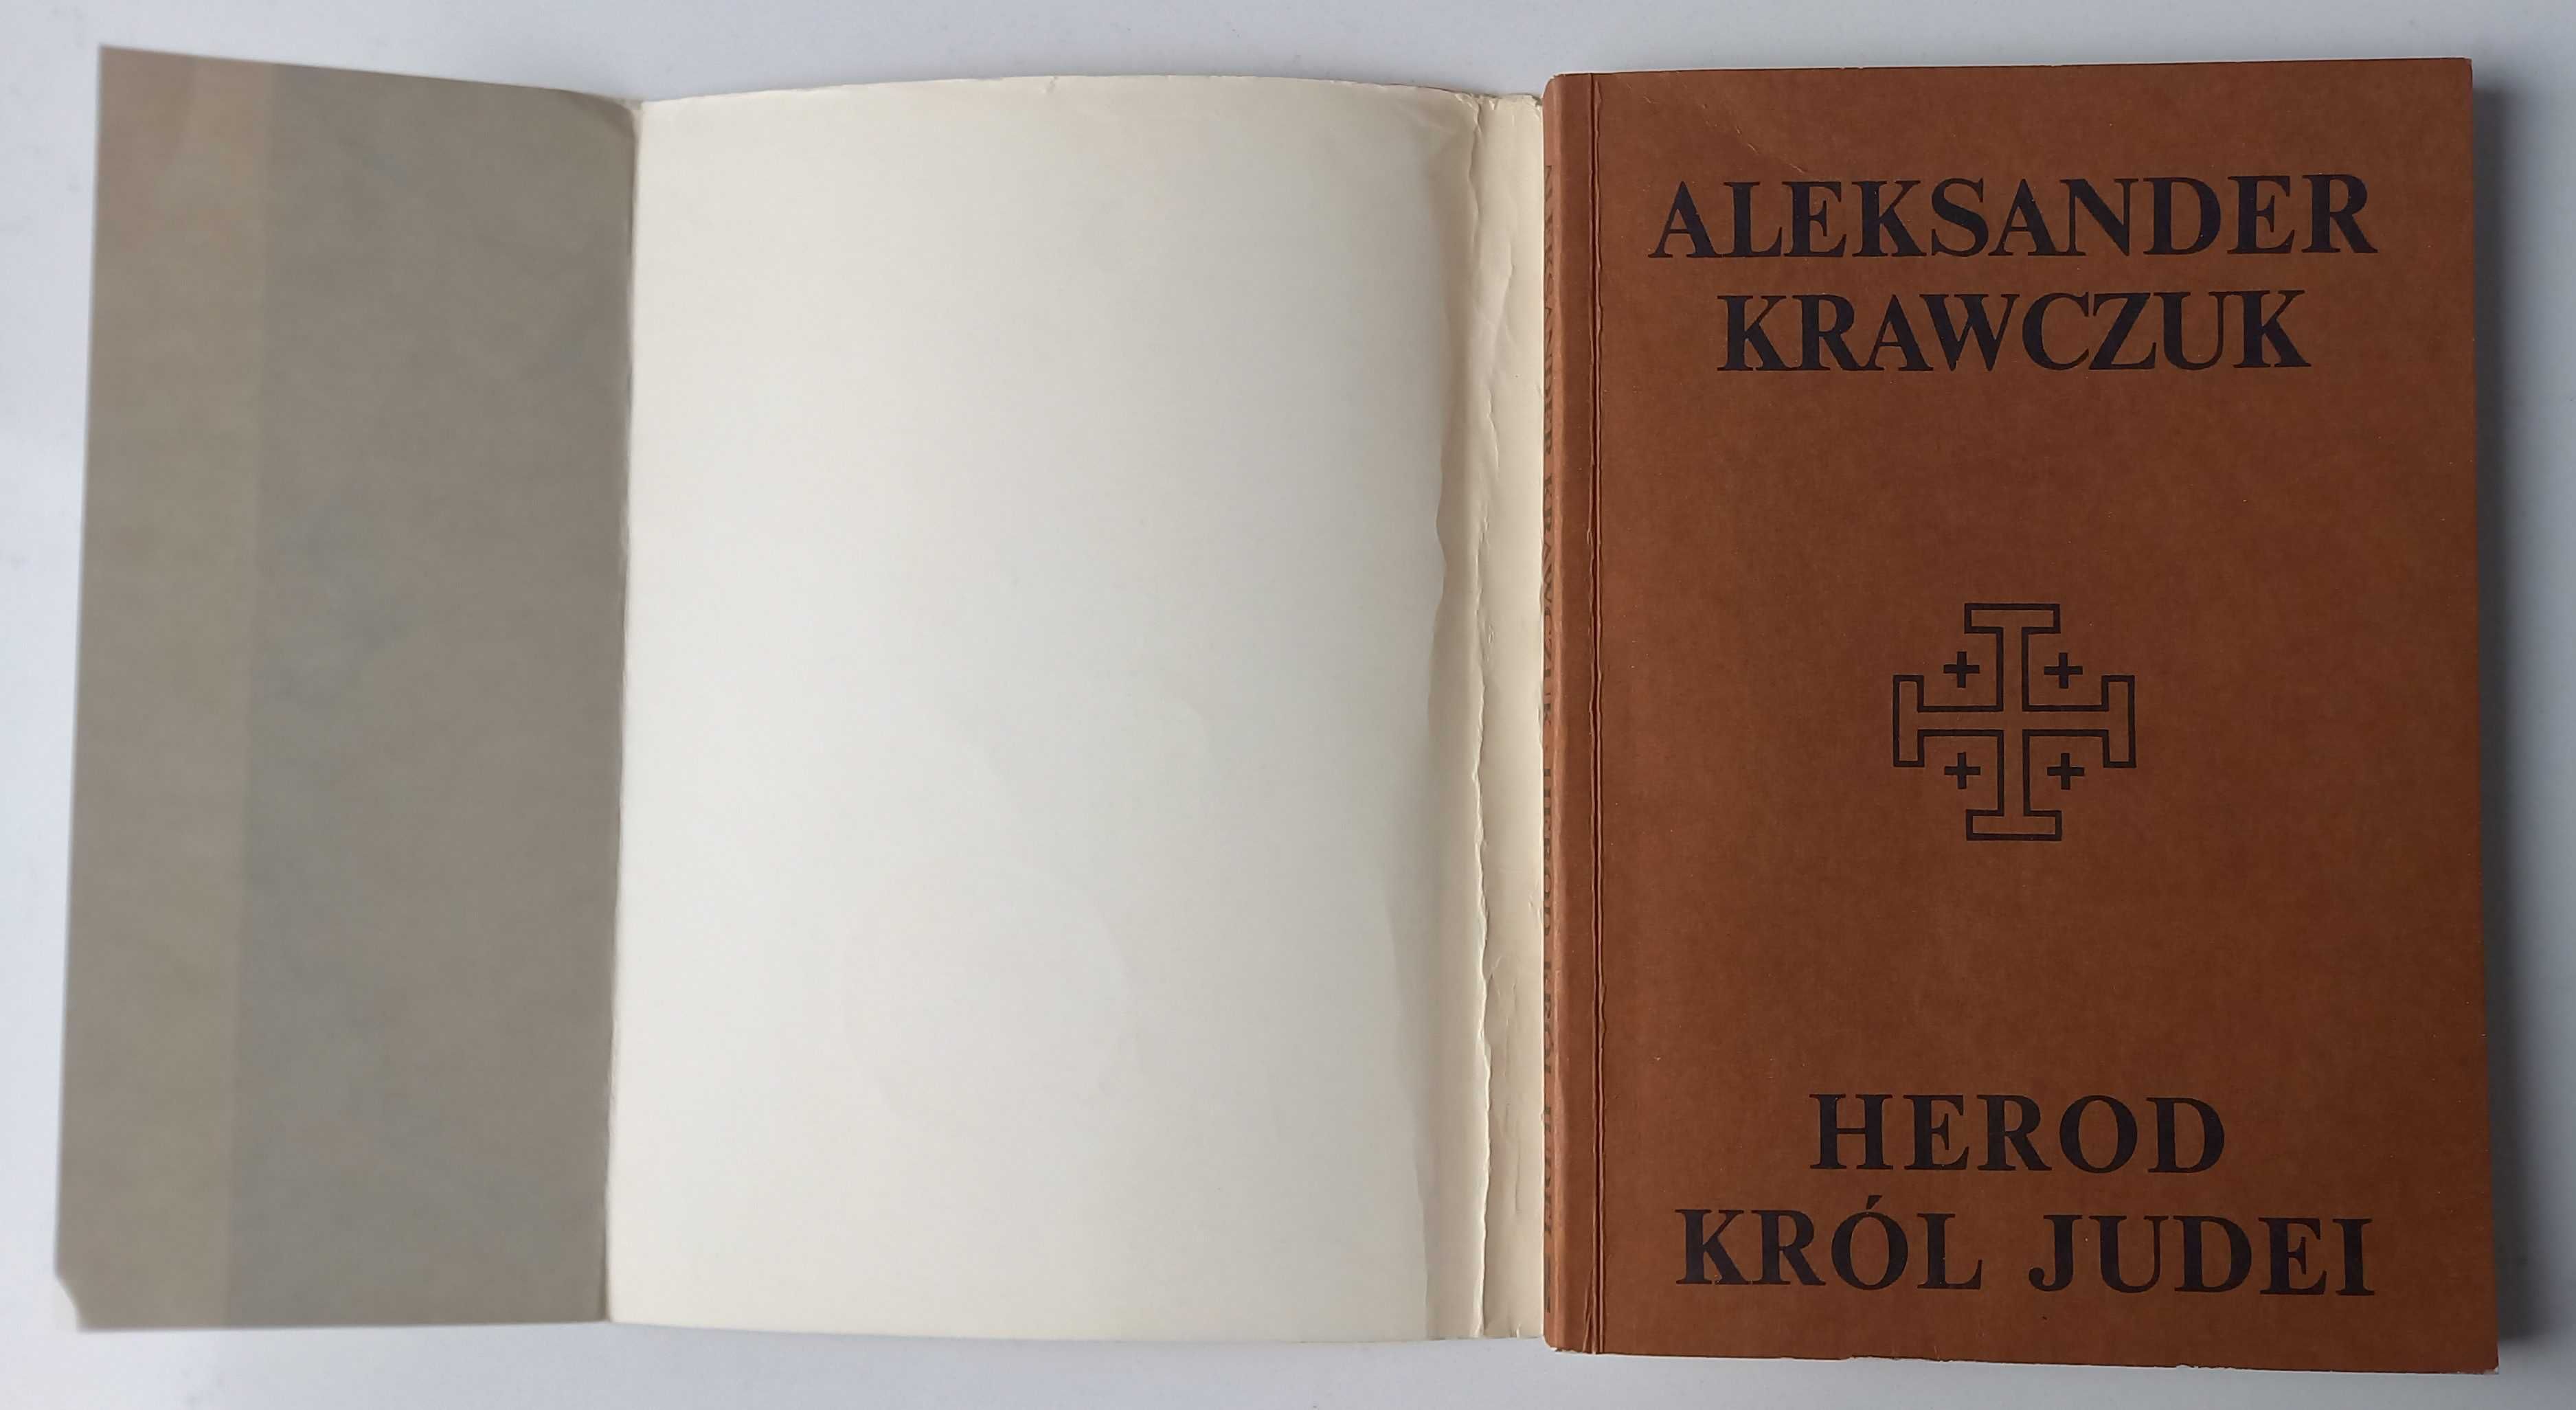 ALEKSANDER
KRAWCZUK
HEROD
KRÓL JUDEI